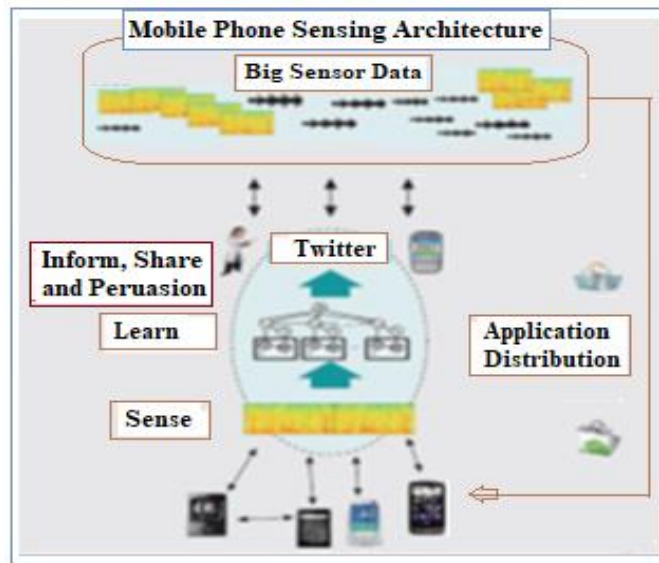 Mobile Phone Sensing Architecture
Big Sensor Data
Twitter
Inform, Share
and Peruasion
Learn
Application
Distribution
Sense